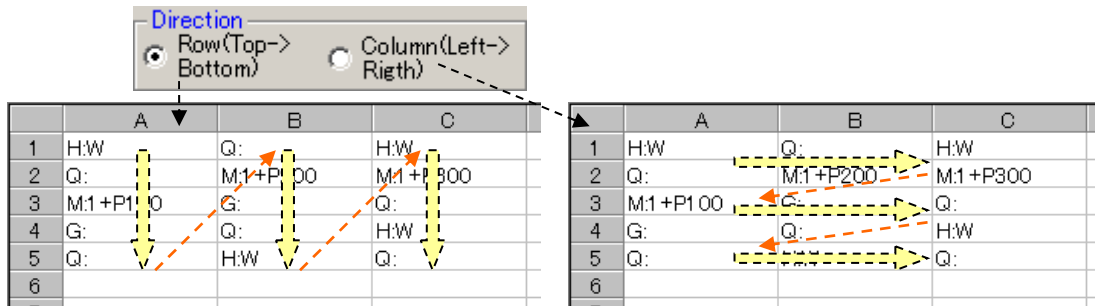 Direction
Row(Top->
Bottom)
Column(Left->
Rigth)
A B C
1 H:W Q: H:W
2 Q: M:1+P200 M:1+P300
3 M:1+P100 G: Q:
4 G: Q: H:W
5 Q: H:W Q:
6
A B C
1 H:W Q: H:W
2 Q: M:1+P200 M:1+P300
3 M:1+P100 G: Q:
4 G: Q: H:W
5 Q: H:W Q:
6